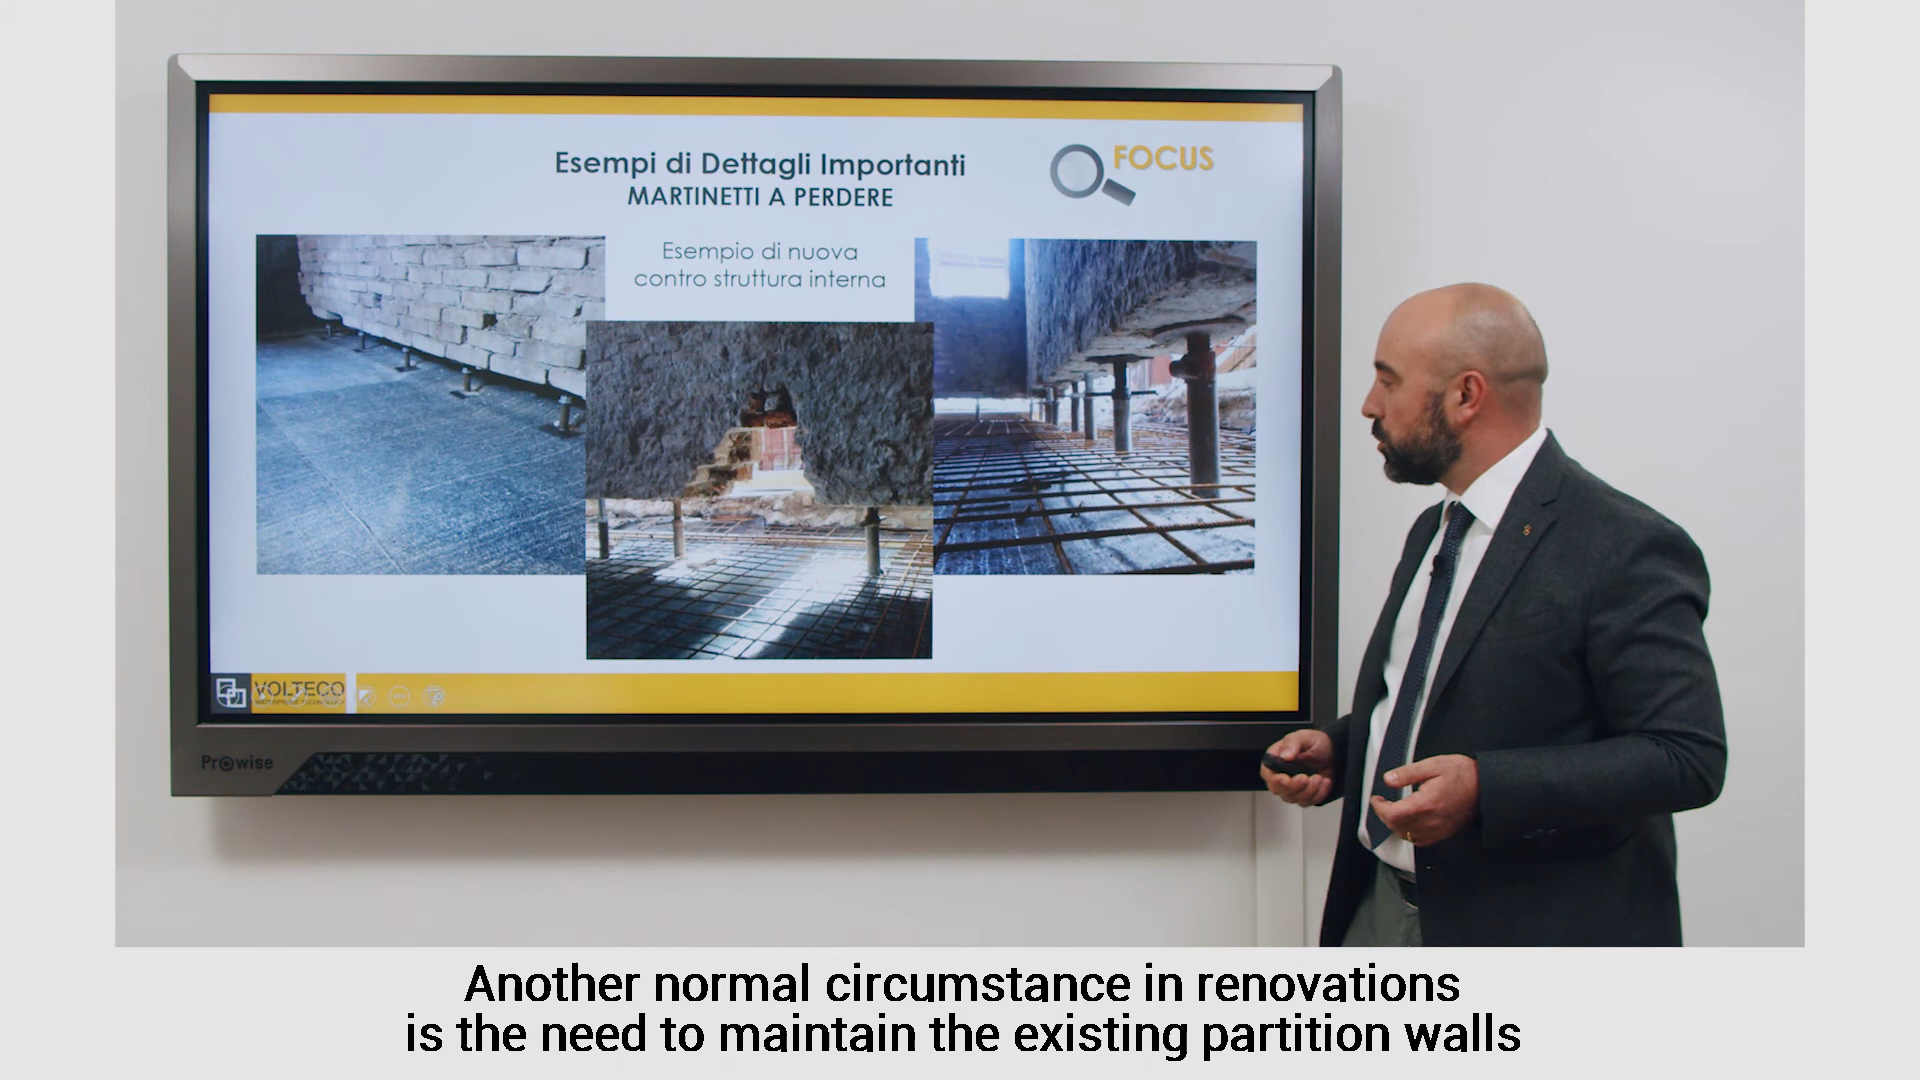 Esempi di Dettagli Importanti
MARTINETTI A PERDERE
FOCUS
Esempio di nuova
contro struttura interna
VOLTECO
Prowise
Another normal circumstance in renovations
is the need to maintain the existing partition walls